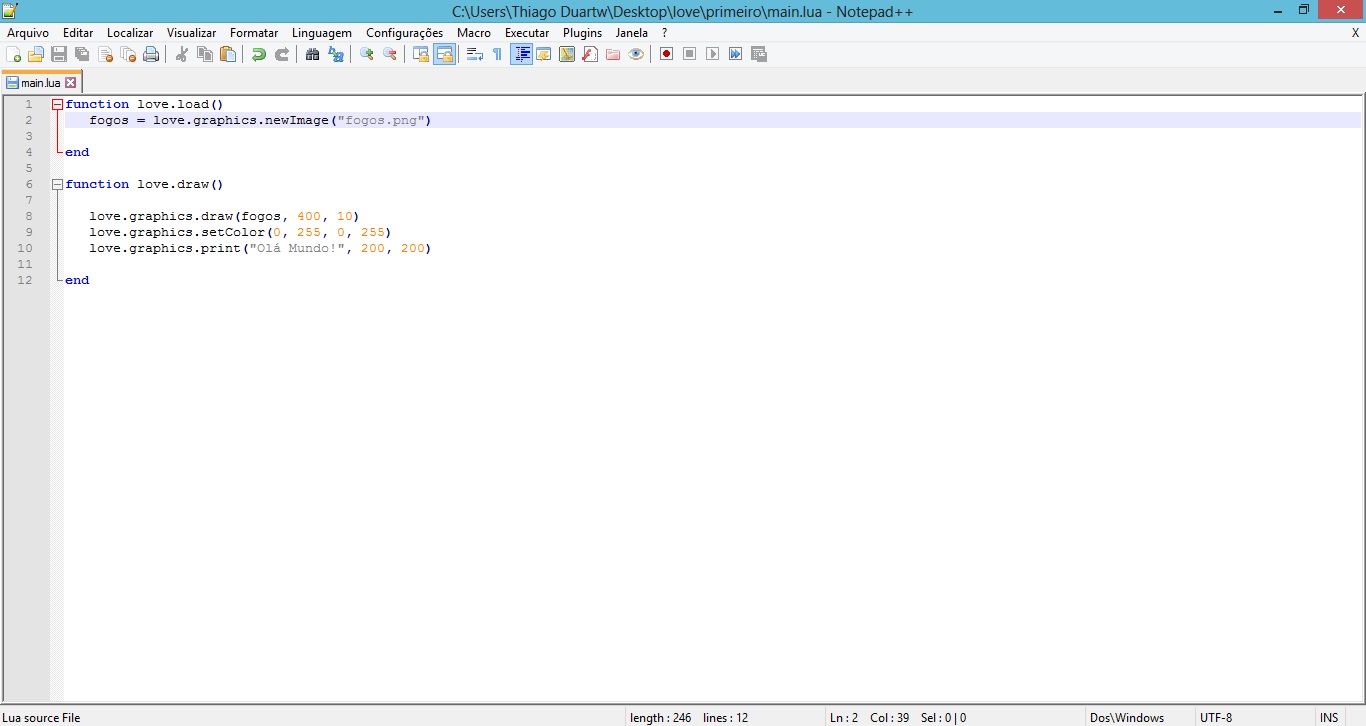 C:\Users\Thiago Duartw\Desktop\love\primeiro\main.lua - Notepad++
Arquivo Editar Localizar Visualizar Formatar Linguagem Configurações Macro Executar Plugins Janela ? X
main.lua
1 function love.load()
2 fogos = love.graphics.newImage("fogos.png")
3
4 end
5
6 function love.draw()
7
8 love.graphics.draw(fogos, 400, 10)
9 love.graphics.setColor(0, 255, 0, 255)
10 love.graphics.print("Olá Mundo!", 200, 200)
11
12 end
Lua source File length : 246 lines : 12 Ln : 2 Col : 39 Sel : 0 | 0 Dos\Windows UTF-8 INS